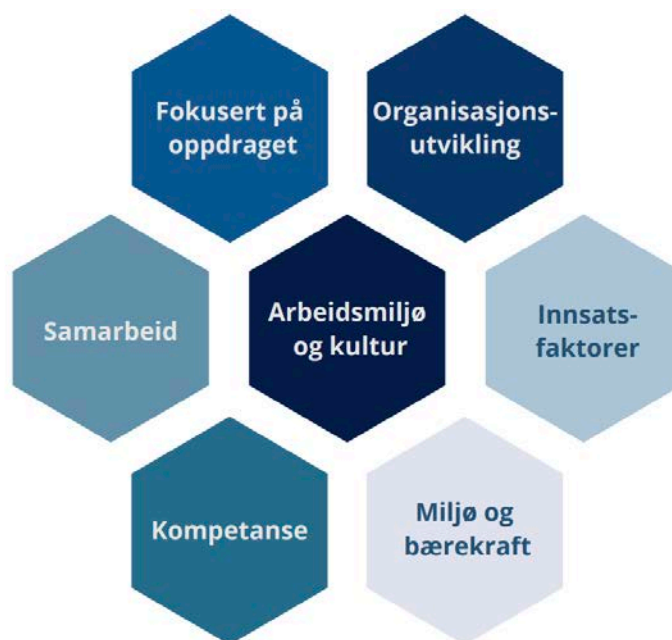 Fokusert på
oppdraget
Organisasjons-
utvikling
Samarbeid
Arbeidsmiljø
og kultur
Innsats-
faktorer
Kompetanse
Miljø og
bærekraft